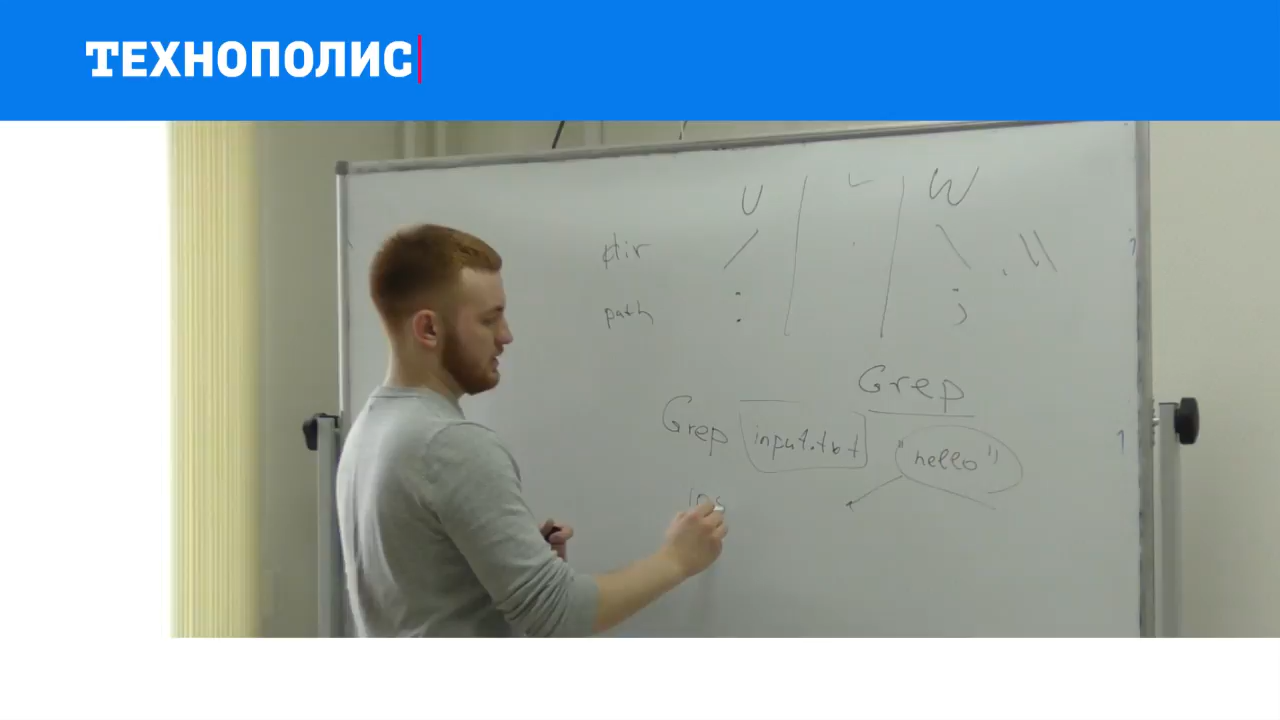 ТЕХНОПОЛИС
U W
dir / \ . \\
path : ;
Grep
Grep input.txt "hello"